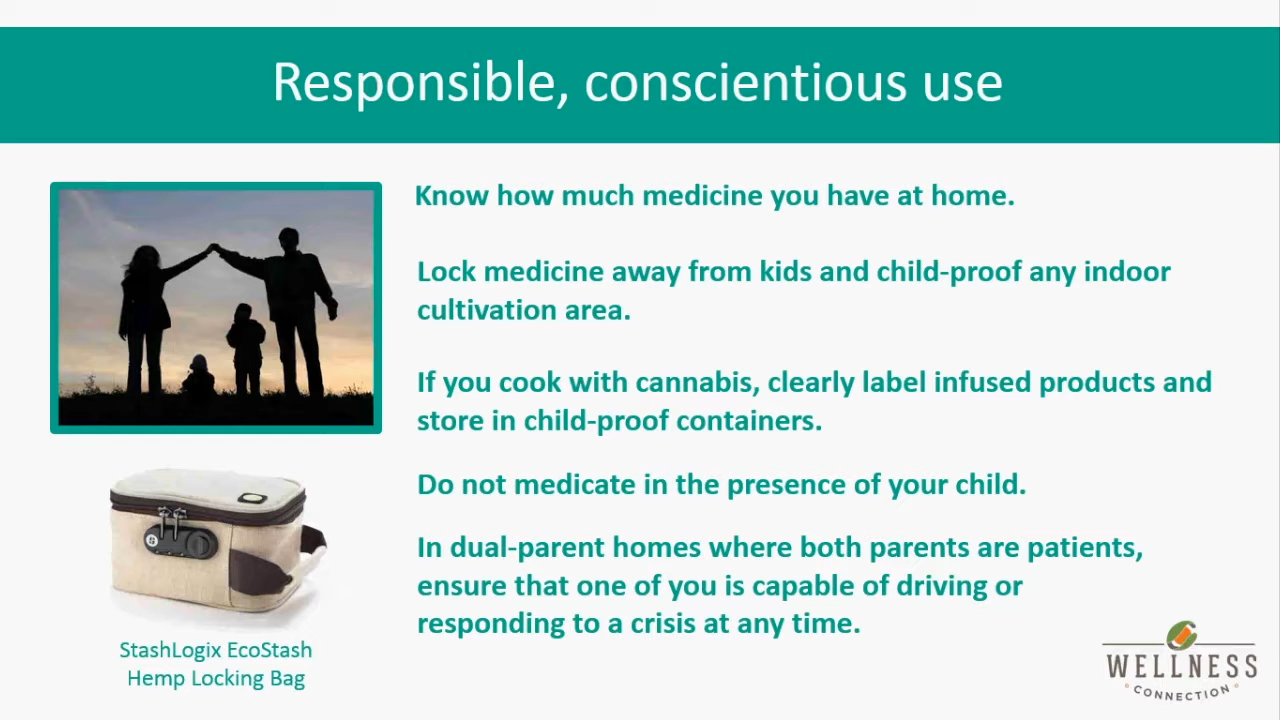 Responsible, conscientious use
Know how much medicine you have at home.
Lock medicine away from kids and child-proof any indoor
cultivation area.
If you cook with cannabis, clearly label infused products and
store in child-proof containers.
Do not medicate in the presence of your child.
In dual-parent homes where both parents are patients,
ensure that one of you is capable of driving or
responding to a crisis at any time.
StashLogix EcoStash
Hemp Locking Bag
WELLNESS
CONNECTION